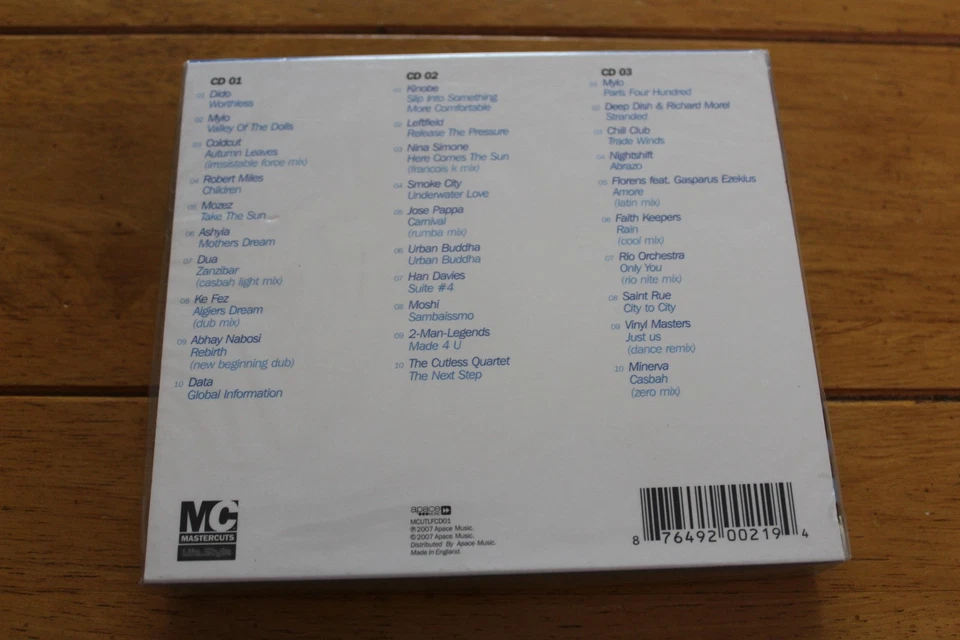 CD 01
01 Dido
Worthless
02 Mylo
Valley Of The Dolls
03 Coldcut
Autumn Leaves
(irresistable force mix)
04 Robert Miles
Children
05 Mozez
Take The Sun
06 Ashyia
Mothers Dream
07 Dua
Zanzibar
(casbah light mix)
08 Ke Fez
Algiers Dream
(dub mix)
09 Abhay Nabosi
Rebirth
(new beginning dub)
10 Data
Global Information
CD 02
01 Kinobe
Slip Into Something
More Comfortable
02 Leftfield
Release The Pressure
03 Nina Simone
Here Comes The Sun
(francois k mix)
04 Smoke City
Underwater Love
05 Jose Pappa
Carnival
(rumba mix)
06 Urban Buddha
Urban Buddha
07 Han Davies
Suite #4
08 Moshi
Sambaissmo
09 2-Man-Legends
Made 4 U
10 The Cutless Quartet
The Next Step
CD 03
01 Mylo
Paris Four Hundred
02 Deep Dish & Richard Morel
Stranded
03 Chill Club
Trade Winds
04 Nightshift
Abrazo
05 Florens feat. Gasparus Ezekius
Amore
(latin mix)
06 Faith Keepers
Rain
(cool mix)
07 Rio Orchestra
Only You
(rio nite mix)
08 Saint Rue
City to City
09 Vinyl Masters
Just us
(dance remix)
10 Minerva
Casbah
(zero mix)
MC
MASTERCUTS
Life.Style
apace
MCUTLFCD01
℗ 2007 Apace Music.
© 2007 Apace Music.
Distributed By Apace Music.
Made in England.
8 76492 00219 4